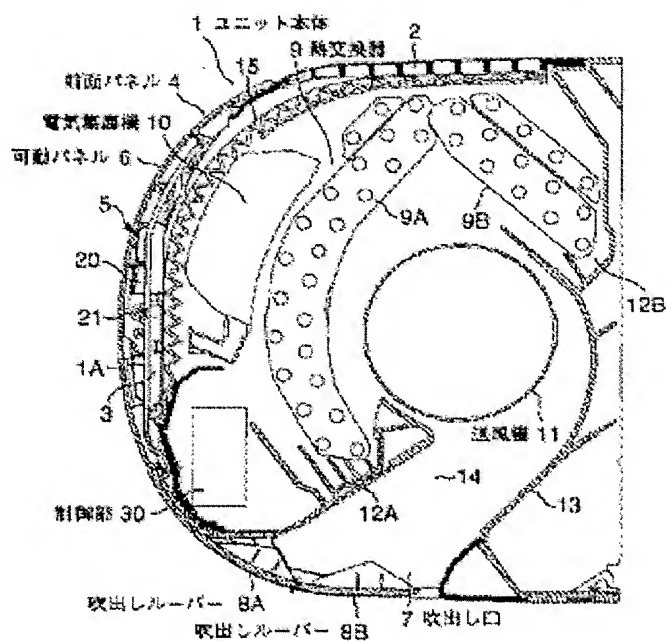 1 ユニット本体
9 熱交換器
2
15
前面パネル 4
電気集塵機 10
可動パネル 6
5
9A
9B
20
12B
21
1A
3
送風機 11
14
13
12A
制御部 30
吹出しルーバー 8A
7 吹出し口
吹出しルーバー 8B